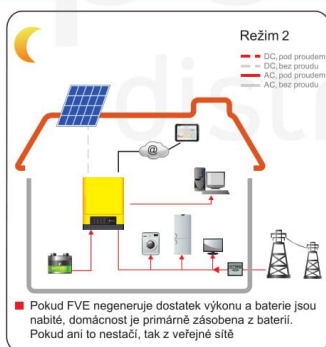 Režim 2
DC, pod proudem
DC, bez proudu
AC, pod proudem
AC, bez proudu
@
Pokud FVE negeneruje dostatek výkonu a baterie jsou
nabité, domácnost je primárně zásobena z baterií.
Pokud ani to nestačí, tak z veřejné sítě